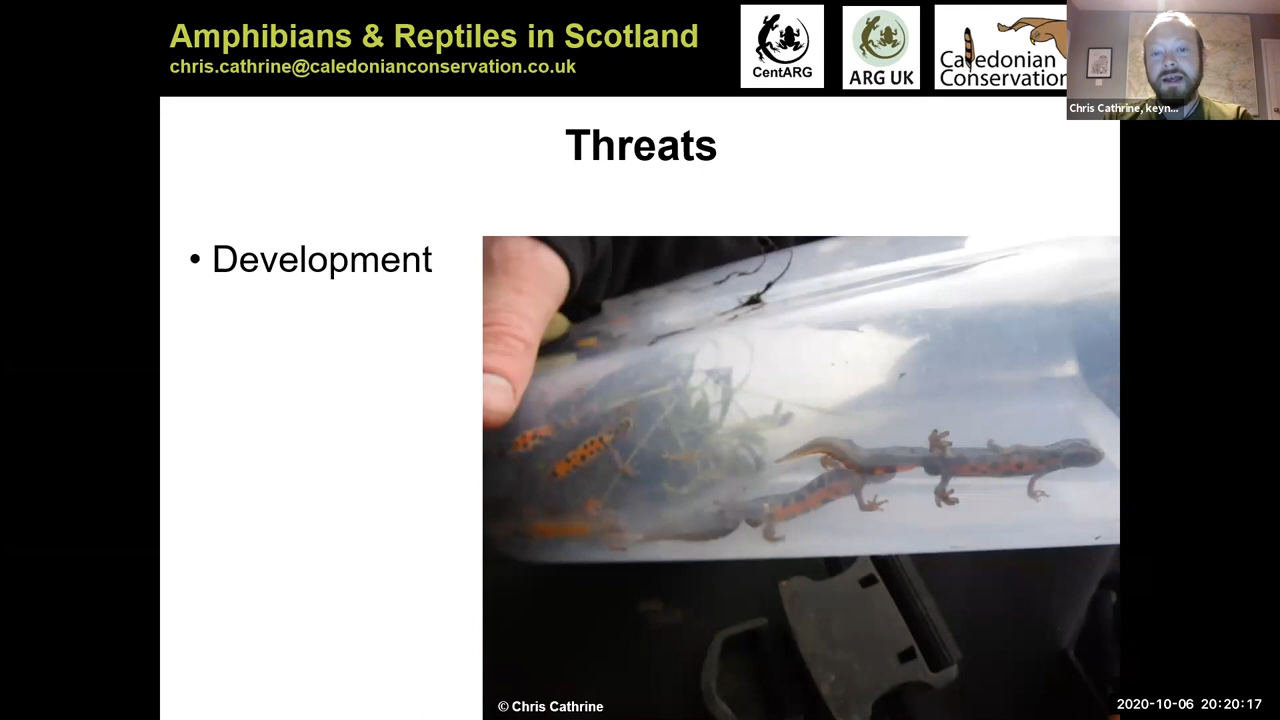 Amphibians & Reptiles in Scotland
chris.cathrine@caledonianconservation.co.uk
CentARG
ARG UK
Caledonian
Conservation
Chris Cathrine, keyn...
Threats
• Development
© Chris Cathrine
2020-10-06 20:20:17